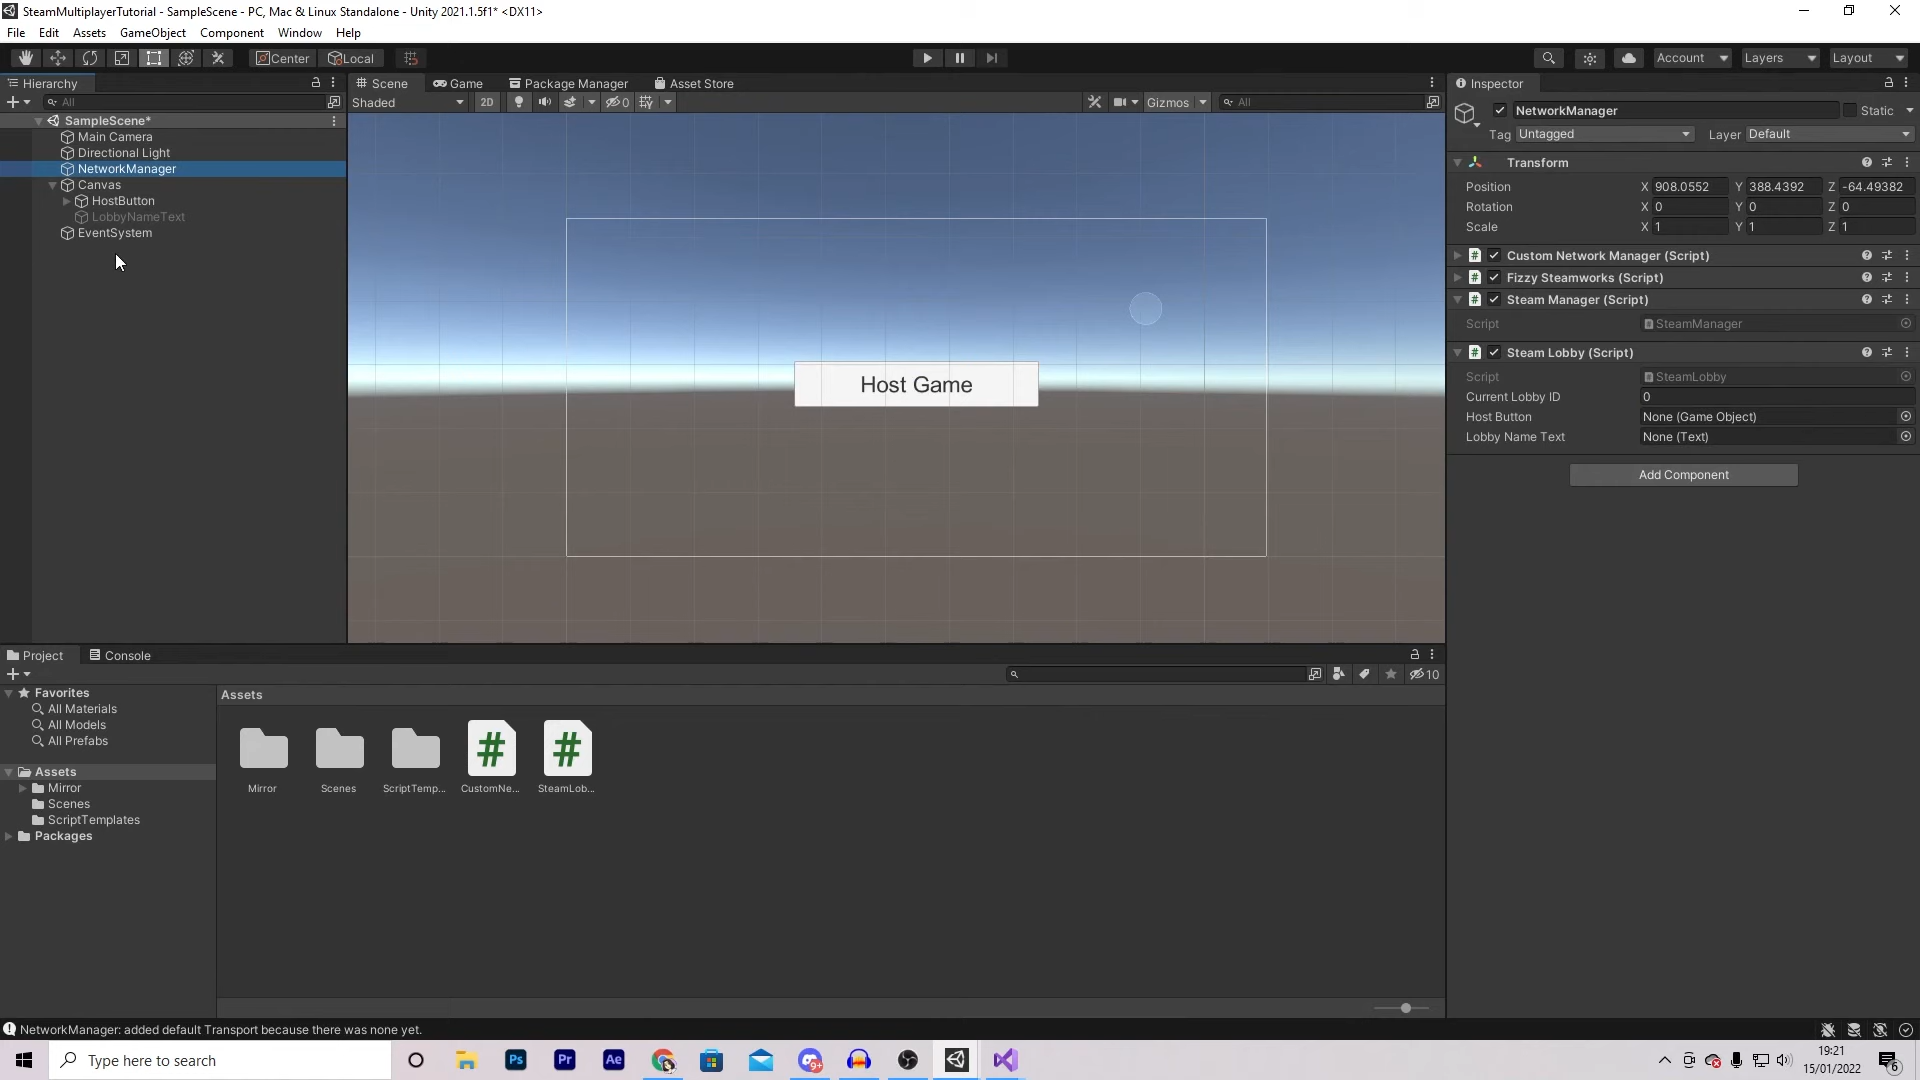 SteamMultiplayerTutorial - SampleScene - PC, Mac & Linux Standalone - Unity 2021.1.5f1* <DX11>
File Edit Assets GameObject Component Window Help
Center Local Account Layers Layout
Hierarchy
All
SampleScene*
Main Camera
Directional Light
NetworkManager
Canvas
HostButton
LobbyNameText
EventSystem
Scene Game Package Manager Asset Store
Shaded 2D 0 Gizmos All
Host Game
Inspector
NetworkManager Static
Tag Untagged Layer Default
Transform
Position X 908.0552 Y 388.4392 Z -64.49382
Rotation X 0 Y 0 Z 0
Scale X 1 Y 1 Z 1
# Custom Network Manager (Script)
# Fizzy Steamworks (Script)
# Steam Manager (Script)
Script SteamManager
# Steam Lobby (Script)
Script SteamLobby
Current Lobby ID 0
Host Button None (Game Object)
Lobby Name Text None (Text)
Add Component
Project Console
10
Favorites
All Materials
All Models
All Prefabs
Assets
Mirror
Scenes
ScriptTemplates
Packages
Assets
# #
Mirror Scenes ScriptTemp... CustomNe... SteamLob...
NetworkManager: added default Transport because there was none yet.
Type here to search
Ps Pr Ae 9+
19:21
15/01/2022
6